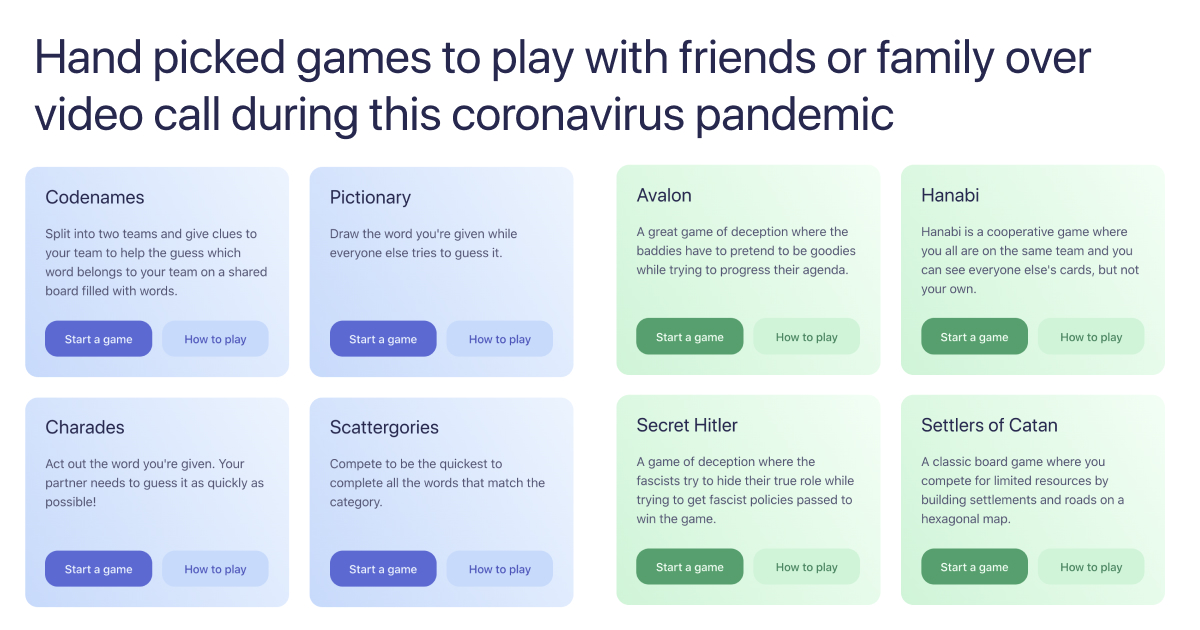 Hand picked games to play with friends or family over
video call during this coronavirus pandemic
Codenames
Split into two teams and give clues to
your team to help the guess which
word belongs to your team on a shared
board filled with words.
Start a game
How to play
Pictionary
Draw the word you're given while
everyone else tries to guess it.
Start a game
How to play
Avalon
A great game of deception where the
baddies have to pretend to be goodies
while trying to progress their agenda.
Start a game
How to play
Hanabi
Hanabi is a cooperative game where
you all are on the same team and you
can see everyone else's cards, but not
your own.
Start a game
How to play
Charades
Act out the word you're given. Your
partner needs to guess it as quickly as
possible!
Start a game
How to play
Scattergories
Compete to be the quickest to
complete all the words that match the
category.
Start a game
How to play
Secret Hitler
A game of deception where the
fascists try to hide their true role while
trying to get fascist policies passed to
win the game.
Start a game
How to play
Settlers of Catan
A classic board game where you
compete for limited resources by
building settlements and roads on a
hexagonal map.
Start a game
How to play